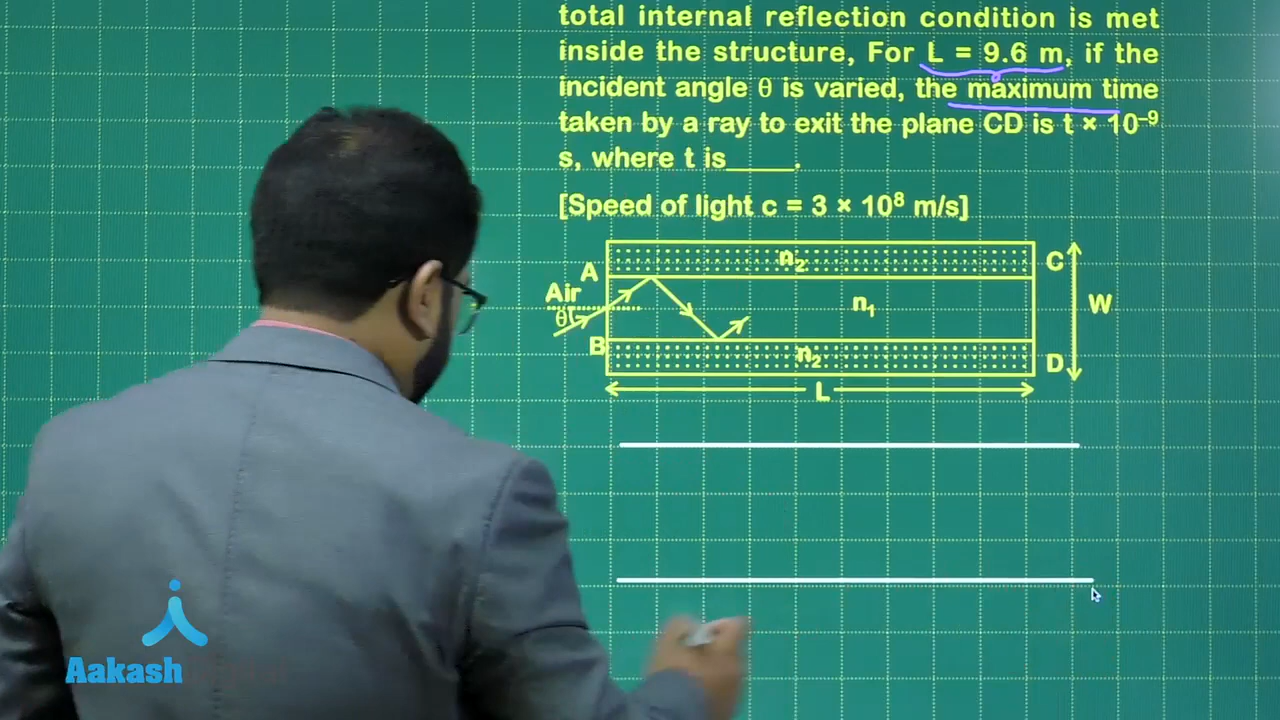 total internal reflection condition is met
inside the structure, For L = 9.6 m, if the
incident angle θ is varied, the maximum time
taken by a ray to exit the plane CD is t × 10⁻⁹
s, where t is_____.
[Speed of light c = 3 × 10⁸ m/s]
n₂
A
C
Air
θ
n₁
W
B
n₂
D
L
Aakash